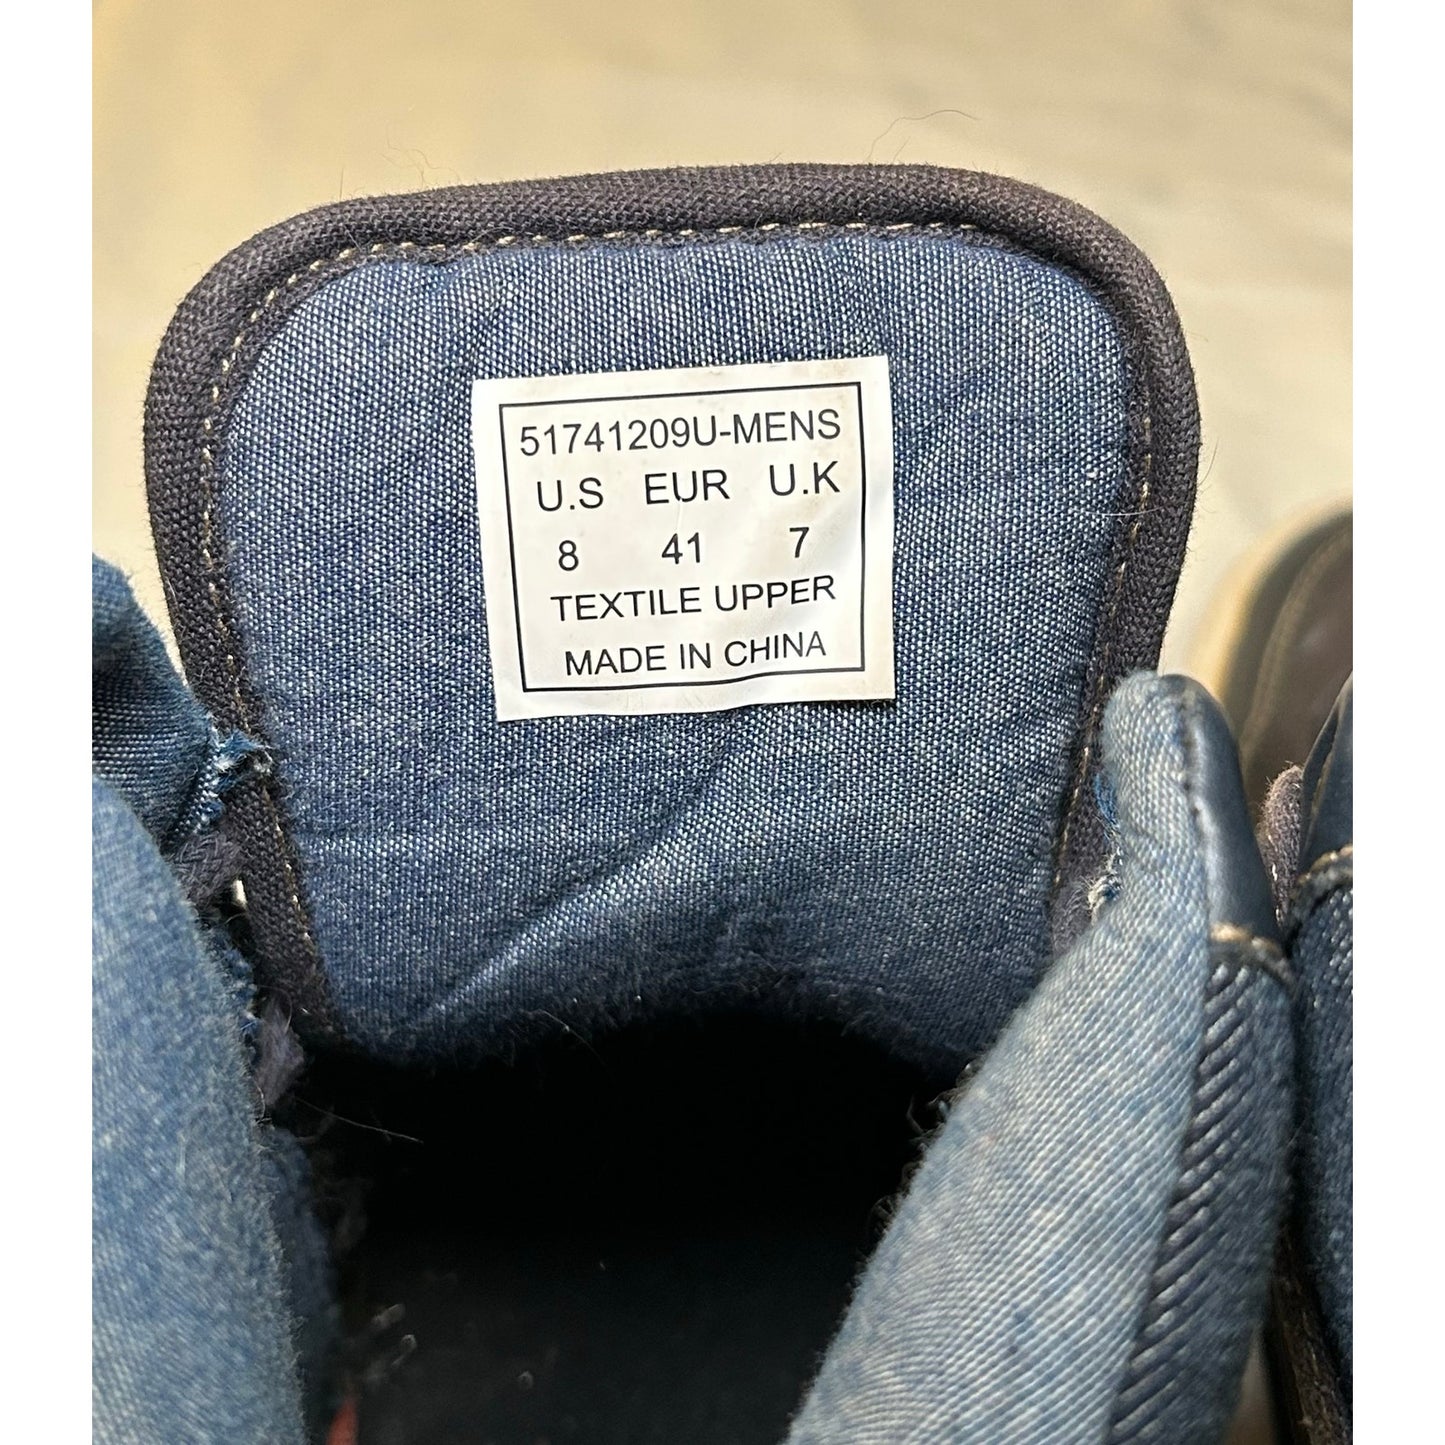 51741209U-MENS
U.S EUR U.K
8 41 7
TEXTILE UPPER
MADE IN CHINA